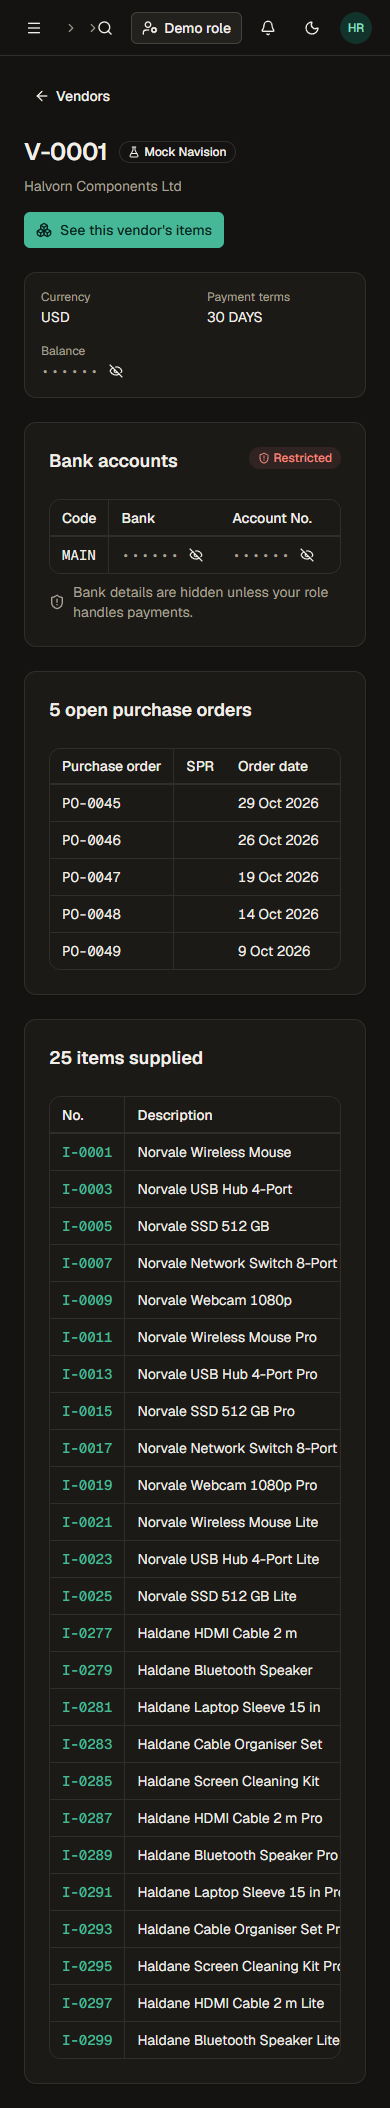 Demo role
HR
Vendors
V-0001
Mock Navision
Halvorn Components Ltd
See this vendor's items
Currency
Payment terms
USD
30 DAYS
Balance
••••••
Bank accounts
Restricted
Code Bank Account No.
MAIN •••••• ••••••
Bank details are hidden unless your role
handles payments.
5 open purchase orders
Purchase order SPR Order date
PO-0045 29 Oct 2026
PO-0046 26 Oct 2026
PO-0047 19 Oct 2026
PO-0048 14 Oct 2026
PO-0049 9 Oct 2026
25 items supplied
No. Description
I-0001 Norvale Wireless Mouse
I-0003 Norvale USB Hub 4-Port
I-0005 Norvale SSD 512 GB
I-0007 Norvale Network Switch 8-Port
I-0009 Norvale Webcam 1080p
I-0011 Norvale Wireless Mouse Pro
I-0013 Norvale USB Hub 4-Port Pro
I-0015 Norvale SSD 512 GB Pro
I-0017 Norvale Network Switch 8-Port
I-0019 Norvale Webcam 1080p Pro
I-0021 Norvale Wireless Mouse Lite
I-0023 Norvale USB Hub 4-Port Lite
I-0025 Norvale SSD 512 GB Lite
I-0277 Haldane HDMI Cable 2 m
I-0279 Haldane Bluetooth Speaker
I-0281 Haldane Laptop Sleeve 15 in
I-0283 Haldane Cable Organiser Set
I-0285 Haldane Screen Cleaning Kit
I-0287 Haldane HDMI Cable 2 m Pro
I-0289 Haldane Bluetooth Speaker Pro
I-0291 Haldane Laptop Sleeve 15 in Pro
I-0293 Haldane Cable Organiser Set Pr
I-0295 Haldane Screen Cleaning Kit Pro
I-0297 Haldane HDMI Cable 2 m Lite
I-0299 Haldane Bluetooth Speaker Lite